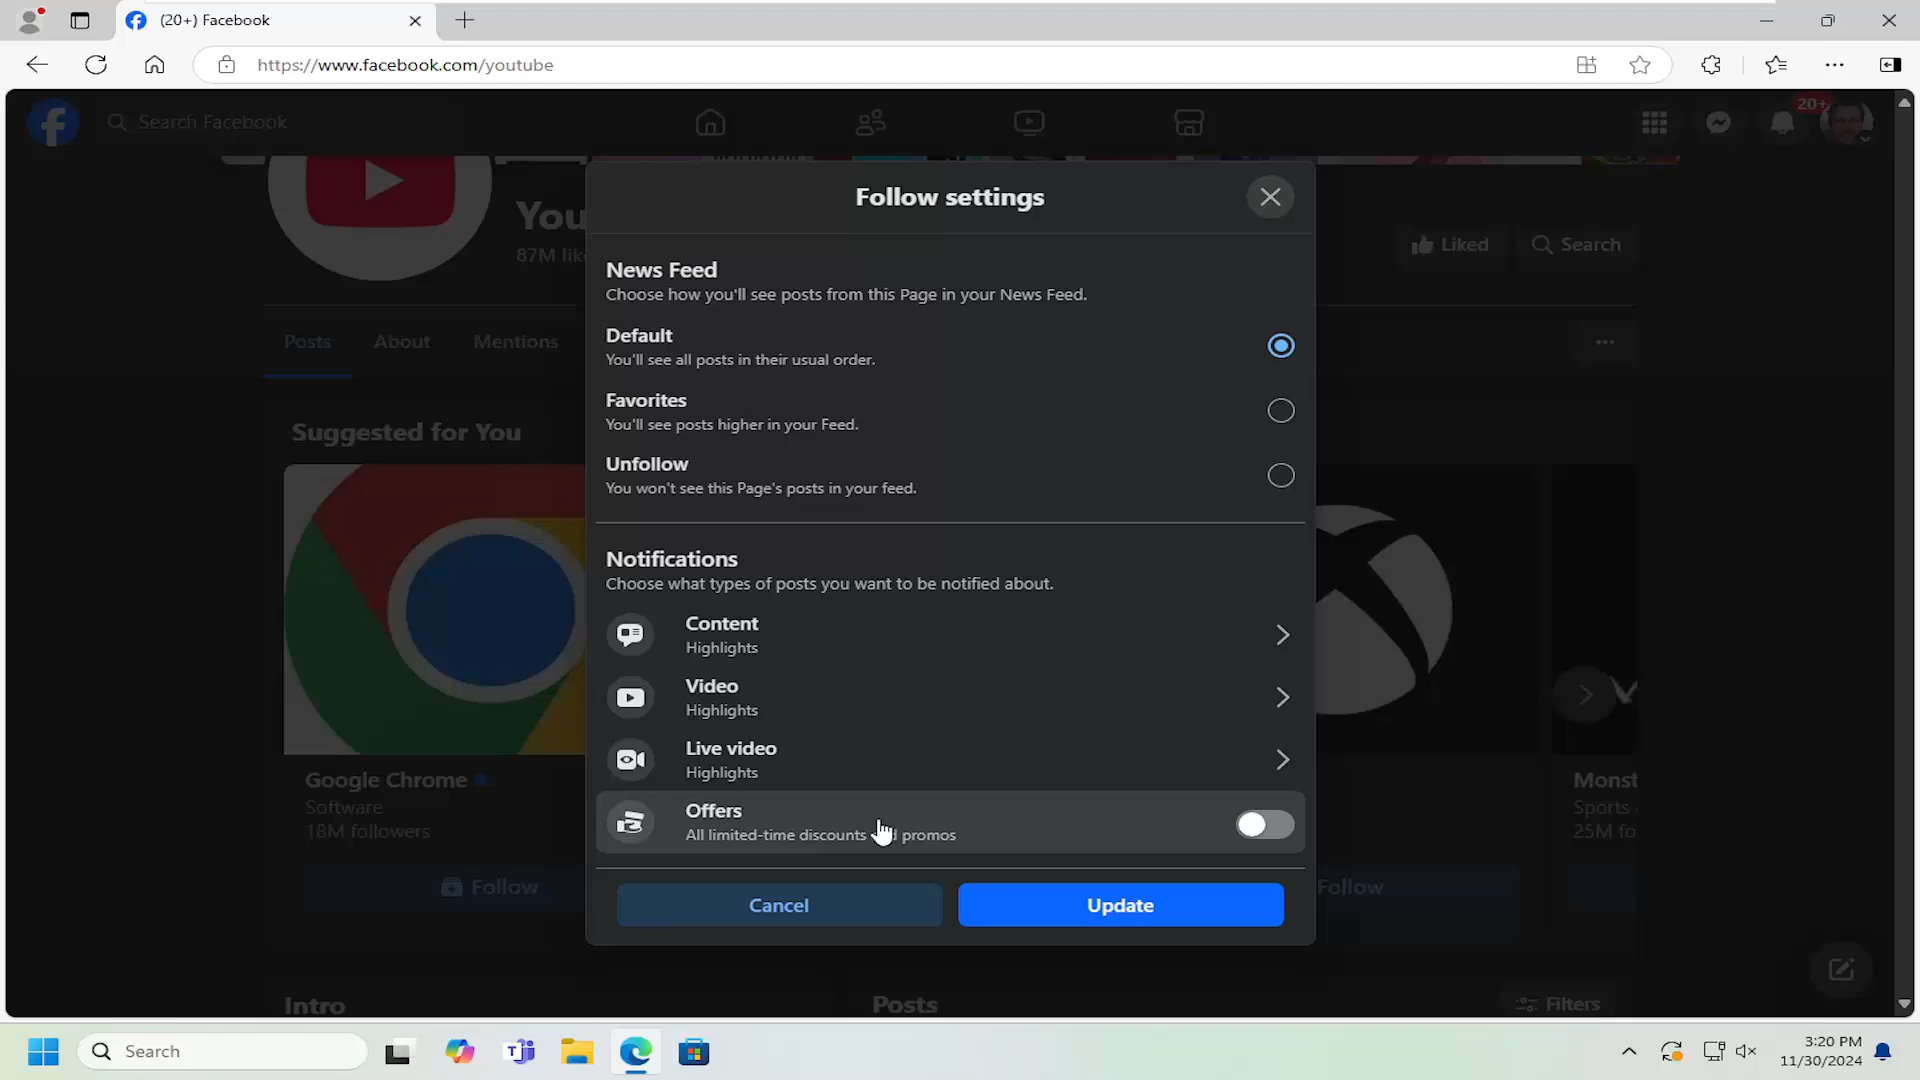 (20+) Facebook
https://www.facebook.com/youtube
Search Facebook
20+
Follow settings
You
87M lik
Liked
Search
News Feed
Choose how you'll see posts from this Page in your News Feed.
Default
You'll see all posts in their usual order.
Posts
About
Mentions
Favorites
You'll see posts higher in your Feed.
Suggested for You
Unfollow
You won't see this Page's posts in your feed.
Notifications
Choose what types of posts you want to be notified about.
Content
Highlights
Video
Highlights
Live video
Highlights
Google Chrome
Software
18M followers
Monst
Sports
25M fo
Offers
All limited-time discounts promos
Follow
Cancel
Update
Follow
Intro
Posts
Filters
Search
3:20 PM
11/30/2024